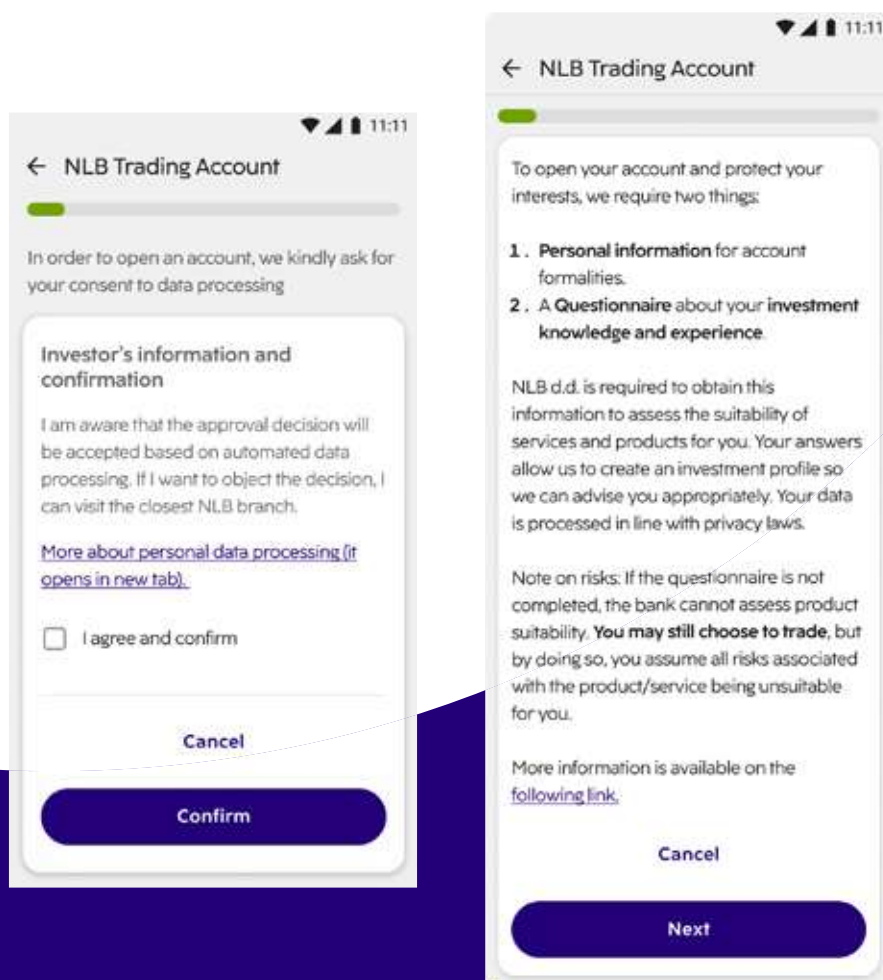 11:11
← NLB Trading Account
In order to open an account, we kindly ask for
your consent to data processing
Investor's information and
confirmation
I am aware that the approval decision will
be accepted based on automated data
processing. If I want to object the decision, I
can visit the closest NLB branch.
More about personal data processing (it
opens in new tab).
I agree and confirm
Cancel
Confirm
11:11
← NLB Trading Account
To open your account and protect your
interests, we require two things:
1. Personal information for account
formalities.
2. A Questionnaire about your investment
knowledge and experience.
NLB d.d. is required to obtain this
information to assess the suitability of
services and products for you. Your answers
allow us to create an investment profile so
we can advise you appropriately. Your data
is processed in line with privacy laws.
Note on risks: If the questionnaire is not
completed, the bank cannot assess product
suitability. You may still choose to trade, but
by doing so, you assume all risks associated
with the product/service being unsuitable
for you.
More information is available on the
following link.
Cancel
Next